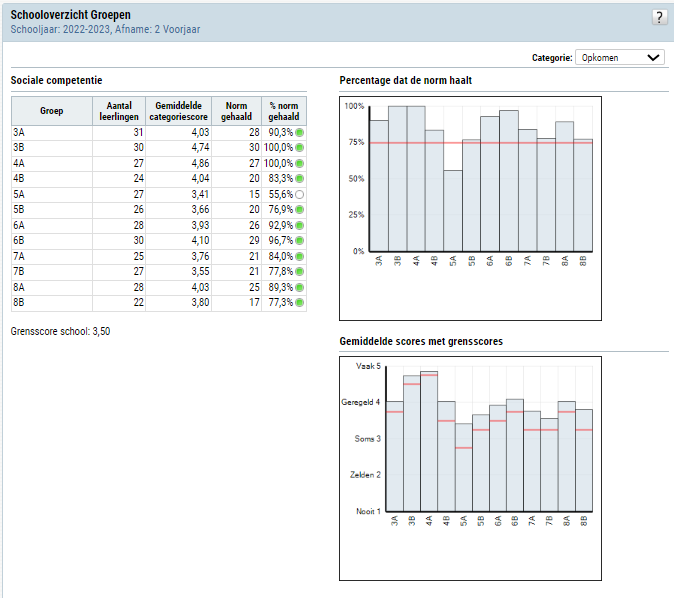 Schooloverzicht Groepen
Schooljaar: 2022-2023, Afname: 2 Voorjaar
?
Categorie: Opkomen
Sociale competentie
Groep Aantal leerlingen Gemiddelde categoriescore Norm gehaald % norm gehaald
3A 31 4,03 28 90,3%
3B 30 4,74 30 100,0%
4A 27 4,86 27 100,0%
4B 24 4,04 20 83,3%
5A 27 3,41 15 55,6%
5B 26 3,66 20 76,9%
6A 28 3,93 26 92,9%
6B 30 4,10 29 96,7%
7A 25 3,76 21 84,0%
7B 27 3,55 21 77,8%
8A 28 4,03 25 89,3%
8B 22 3,80 17 77,3%
Grensscore school: 3,50
Percentage dat de norm haalt
100%
75%
50%
25%
0%
3A 3B 4A 4B 5A 5B 6A 6B 7A 7B 8A 8B
Gemiddelde scores met grensscores
Vaak 5
Geregeld 4
Soms 3
Zelden 2
Nooit 1
3A 3B 4A 4B 5A 5B 6A 6B 7A 7B 8A 8B